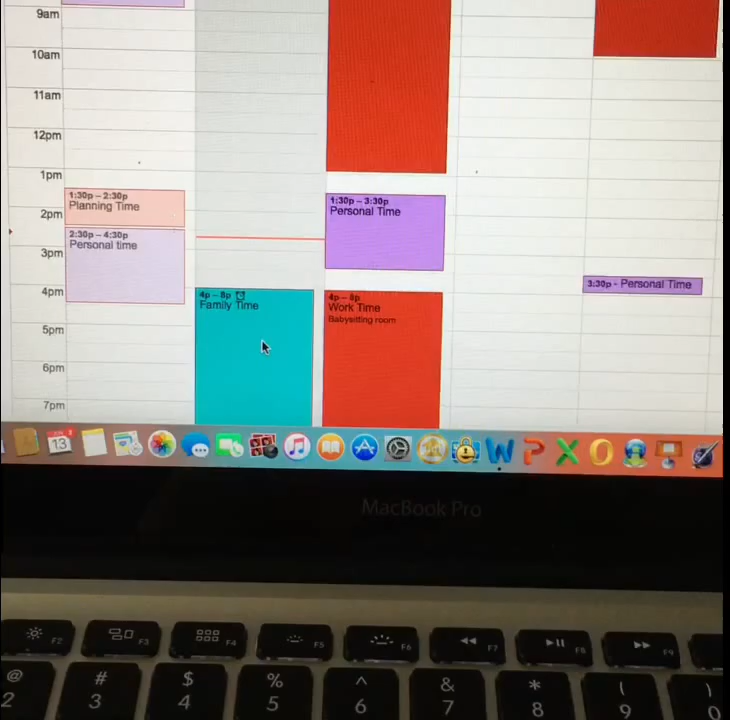 9am
10am
11am
12pm
1pm
2pm
3pm
4pm
5pm
6pm
7pm
1:30p – 2:30p
Planning Time
2:30p – 4:30p
Personal time
4p – 8p
Family Time
1:30p – 3:30p
Personal Time
4p – 8p
Work Time
Babysitting room
3:30p - Personal Time
13
W P X O
MacBook Pro
F2 F3 F4 F5 F6 F7 F8 F9
@ # $ % ^ & * ( )
2 3 4 5 6 7 8 9 0